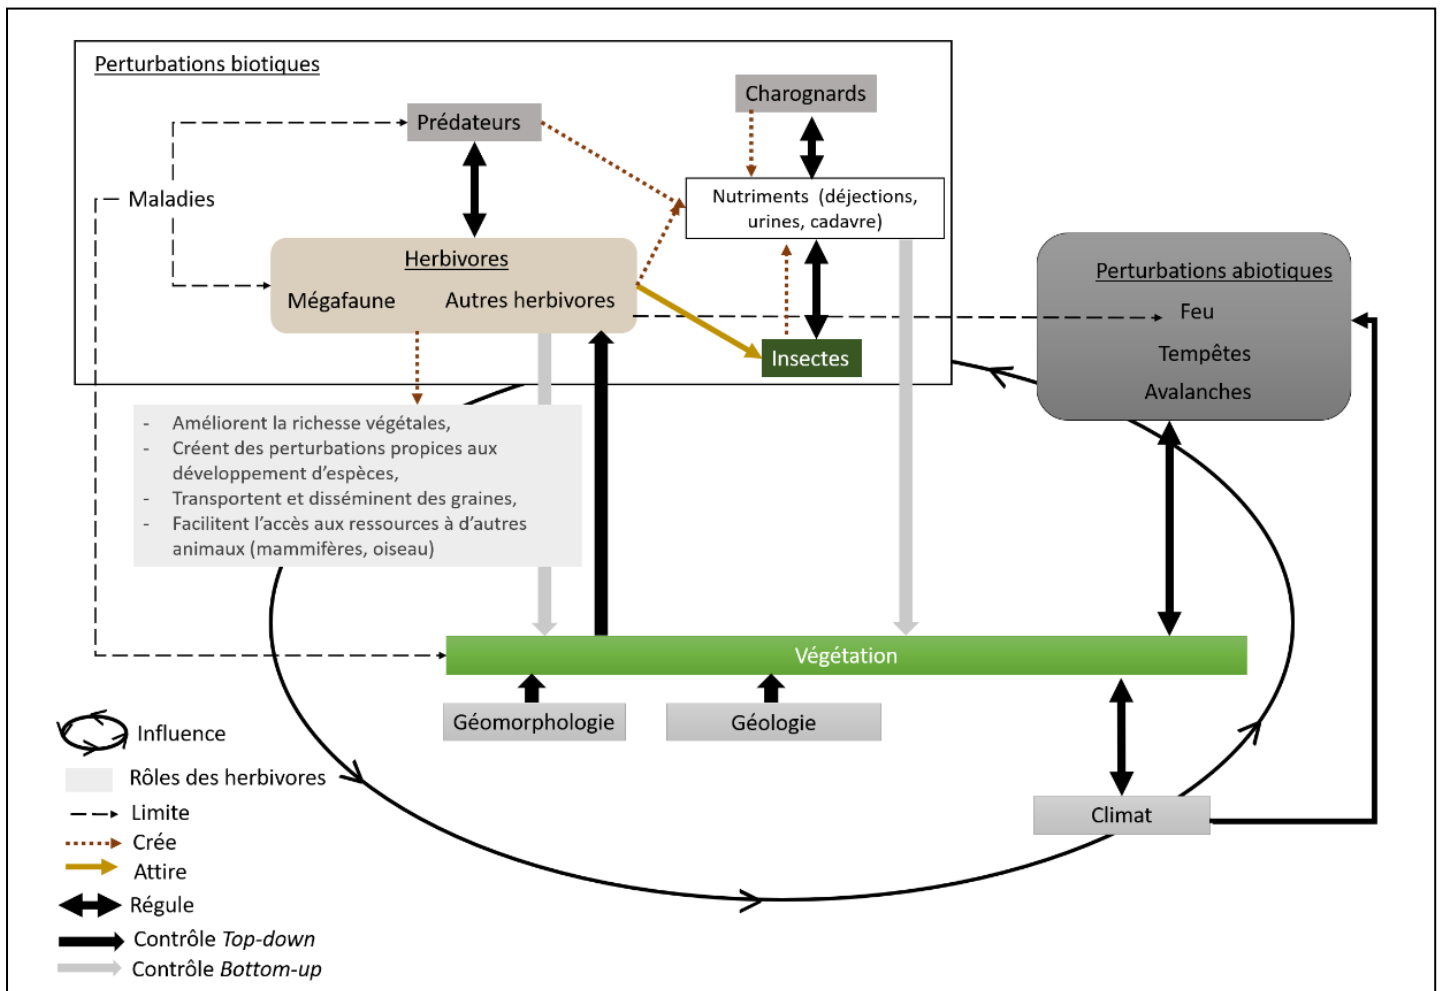 Perturbations biotiques
Charognards
Prédateurs
Maladies
Nutriments (déjections,
urines, cadavre)
Herbivores
Mégafaune
Autres herbivores
Insectes
Perturbations abiotiques
Feu
Tempêtes
Avalanches
- Améliorent la richesse végétales,
- Créent des perturbations propices aux
développement d'espèces,
- Transportent et disséminent des graines,
- Facilitent l'accès aux ressources à d'autres
animaux (mammifères, oiseau)
Végétation
Géomorphologie
Géologie
Climat
Influence
Rôles des herbivores
Limite
Crée
Attire
Régule
Contrôle Top-down
Contrôle Bottom-up